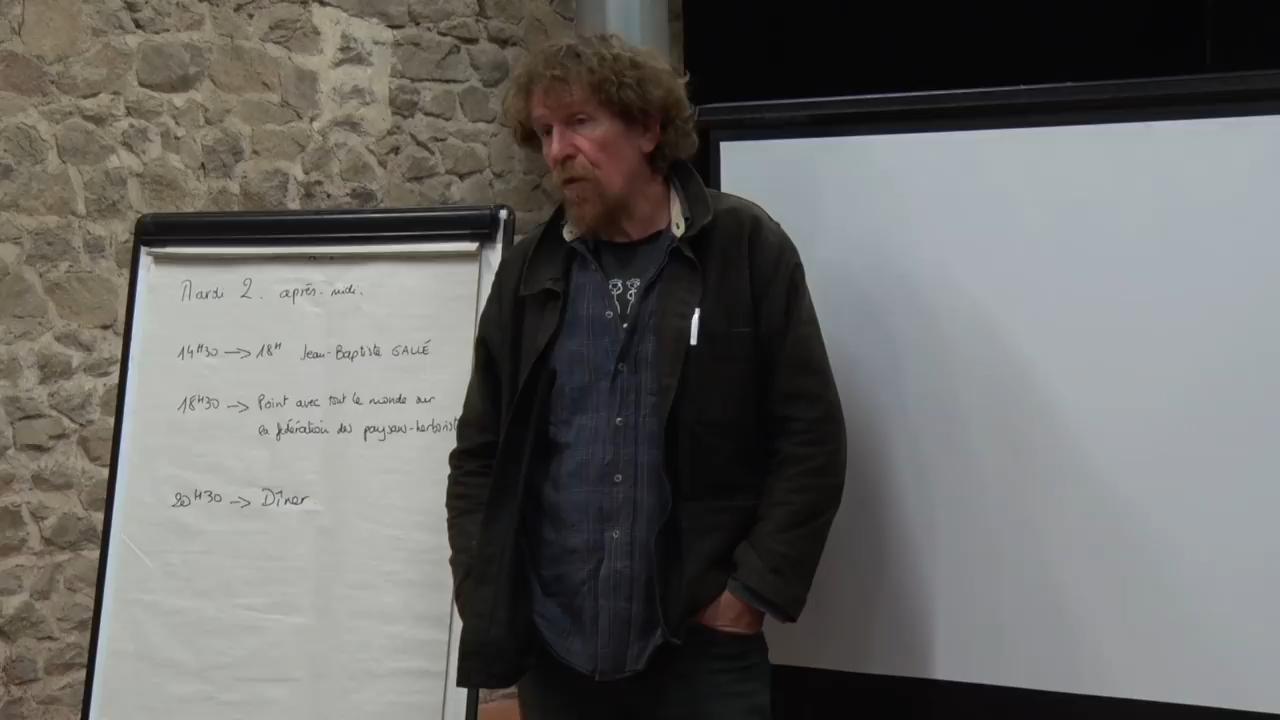 Mardi 2. après-midi.
14H30 → 18H Jean-Baptiste GALLÉ
18H30 → Point avec tout le monde sur
la fédération des paysans-herborist
20H30 → Dîner